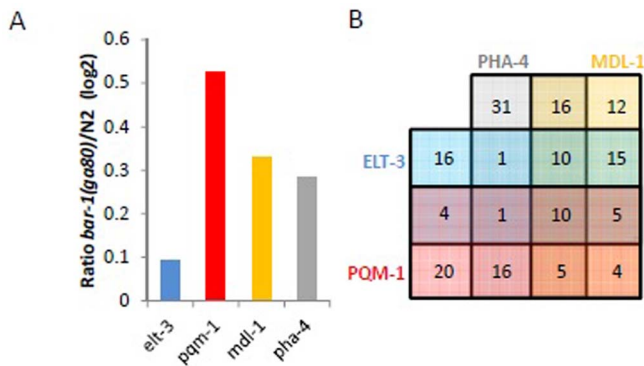 A
Ratio bar-1(ga80)/N2 (log2)
0.6
0.5
0.4
0.3
0.2
0.1
0
elt-3
pqm-1
mdl-1
pha-4
B
PHA-4 MDL-1
31 16 12
ELT-3 16 1 10 15
4 1 10 5
PQM-1 20 16 5 4